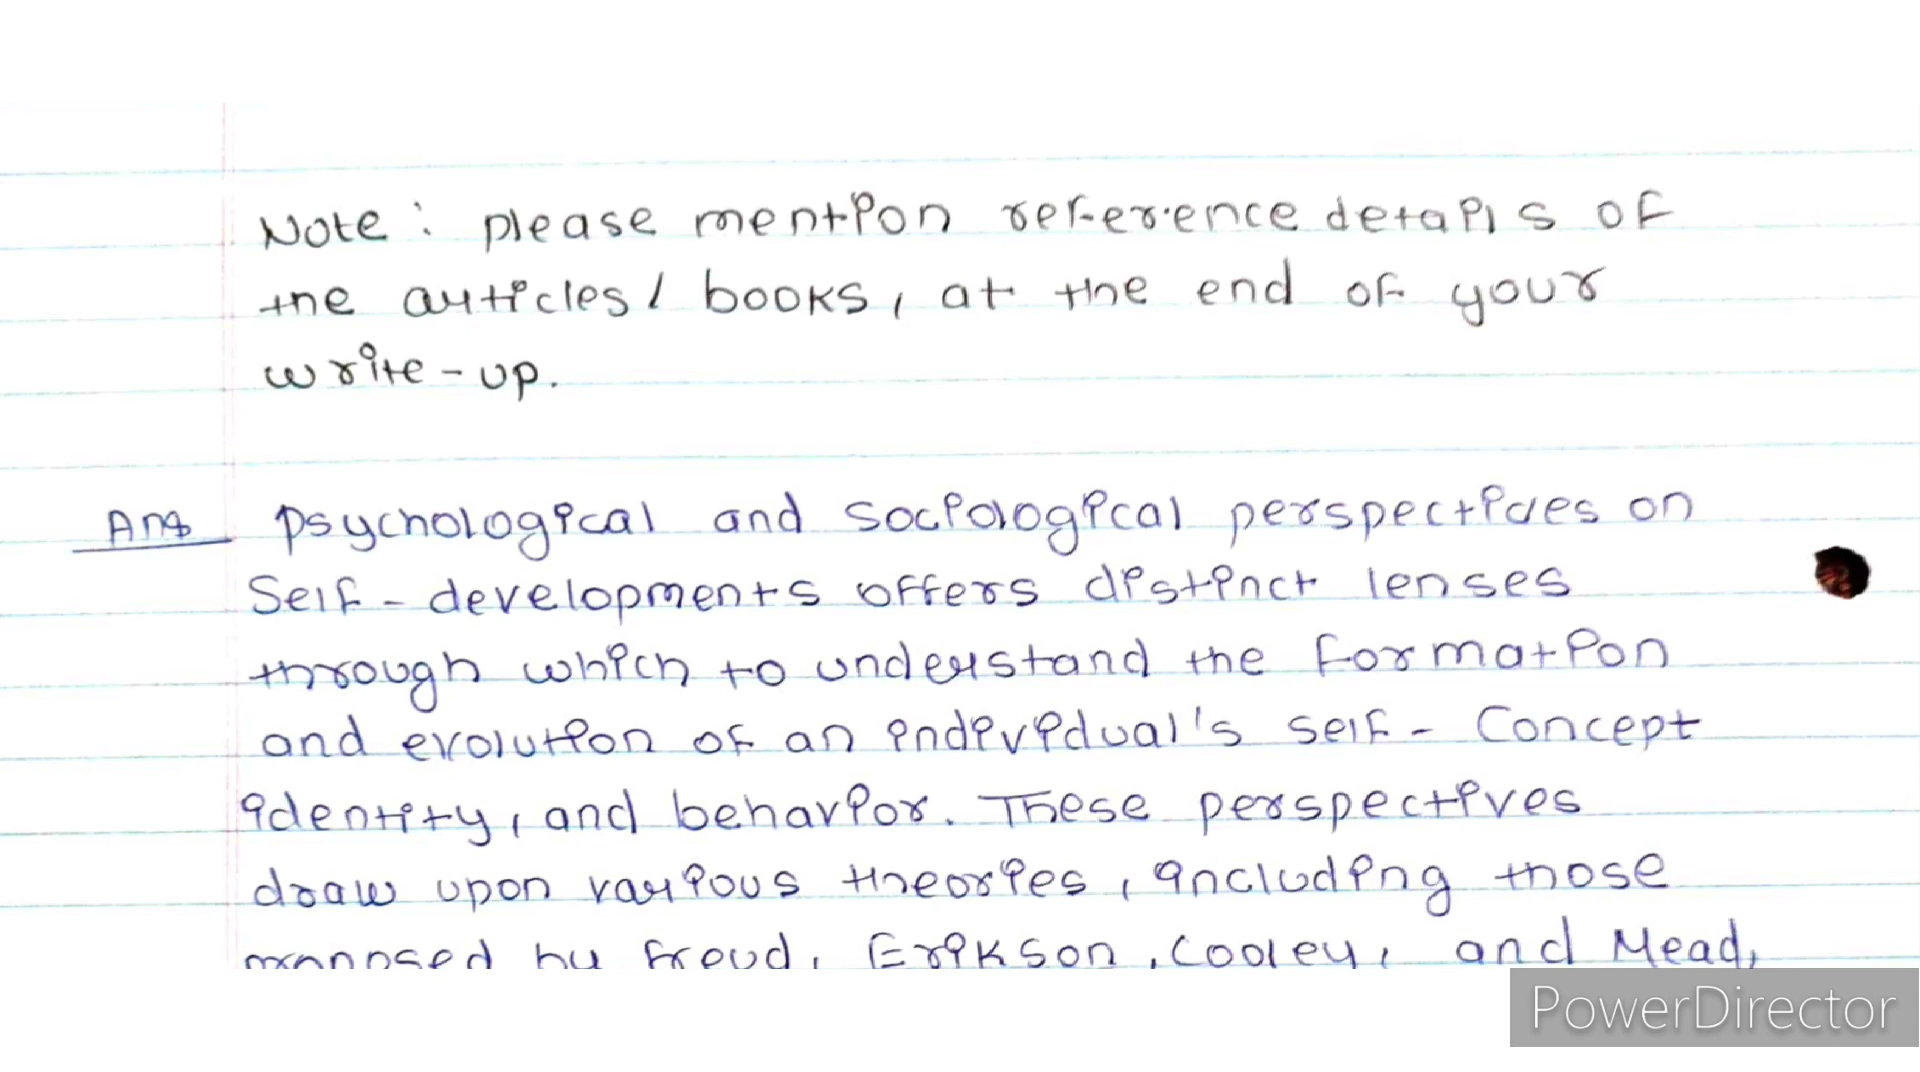 Note : please mention reference details of
the articles / books, at the end of your
write-up.
Ans Psychological and Sociological perspectives on
Self-developments offers distinct lenses
through which to understand the formation
and evolution of an individual's self-Concept
identity, and behavior. These perspectives
draw upon various theories, including those
proposed by Freud, Erikson, Cooley, and Mead,
PowerDirector